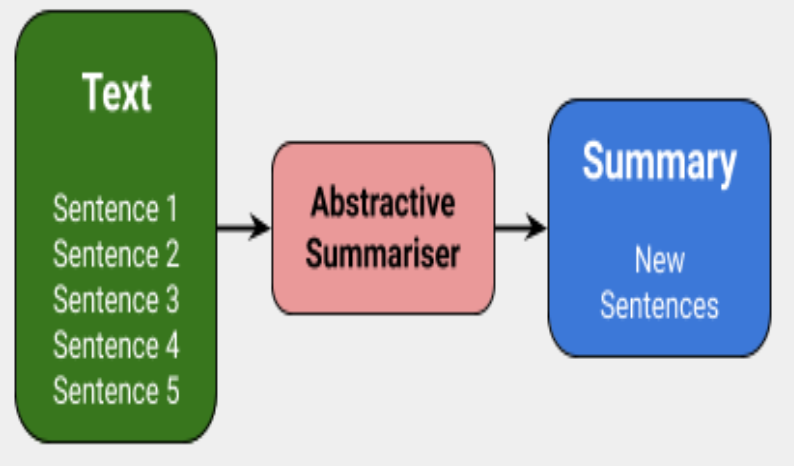 Text
Sentence 1
Sentence 2
Sentence 3
Sentence 4
Sentence 5
Abstractive
Summariser
Summary
New
Sentences